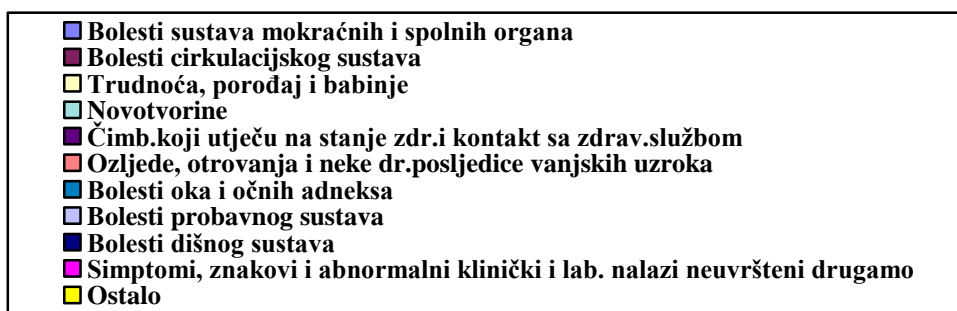 Bolesti sustava mokraćnih i spolnih organa
Bolesti cirkulacijskog sustava
Trudnoća, porođaj i babinje
Novotvorine
Čimb.koji utječu na stanje zdr.i kontakt sa zdrav.službom
Ozljede, otrovanja i neke dr.posljedice vanjskih uzroka
Bolesti oka i očnih adneksa
Bolesti probavnog sustava
Bolesti dišnog sustava
Simptomi, znakovi i abnormalni klinički i lab. nalazi neuvršteni drugamo
Ostalo